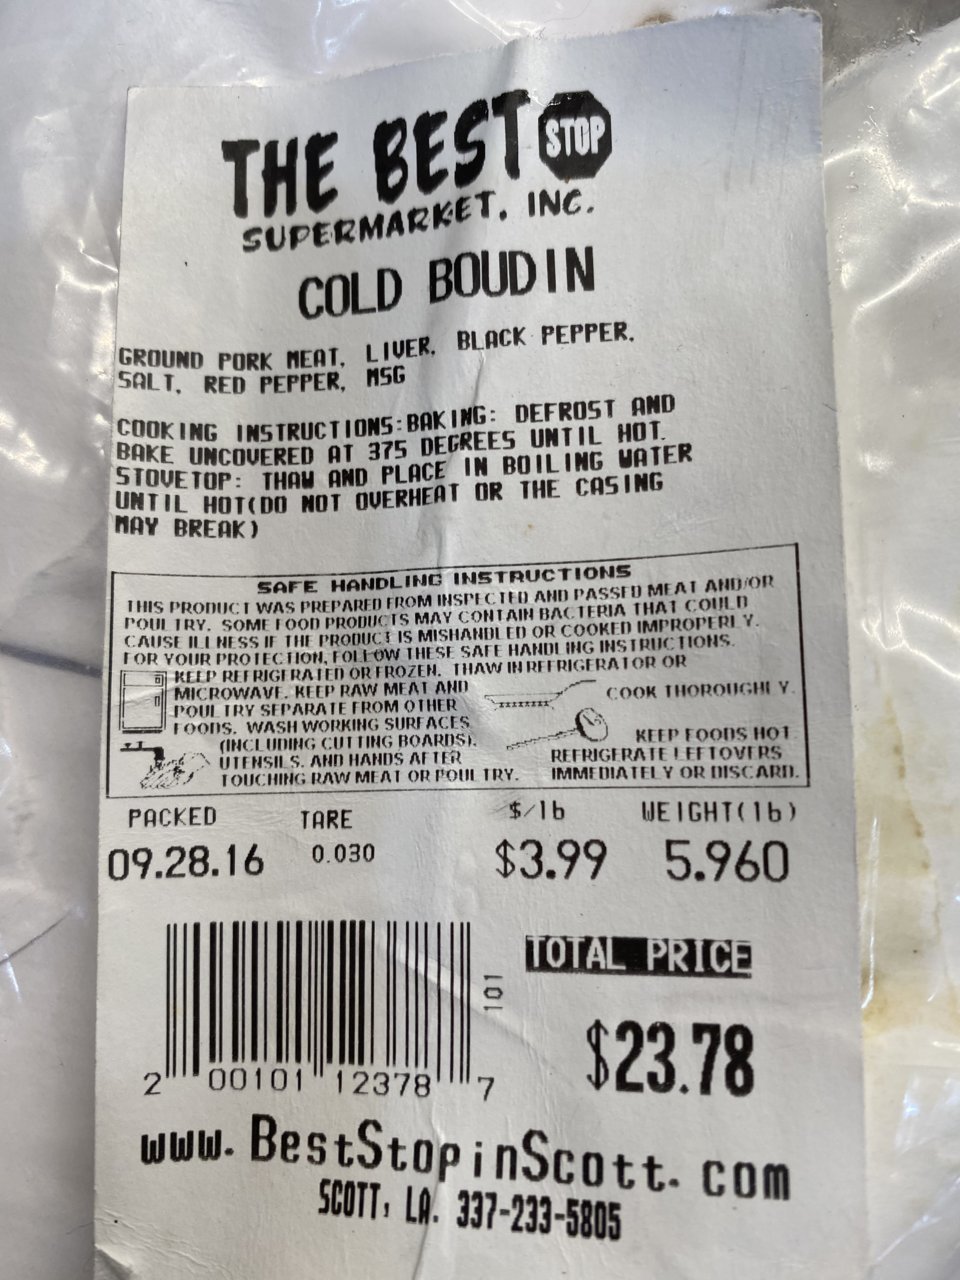 THE BEST STOP
SUPERMARKET, INC.
COLD BOUDIN
GROUND PORK MEAT, LIVER, BLACK PEPPER,
SALT, RED PEPPER, MSG
COOKING INSTRUCTIONS:BAKING: DEFROST AND
BAKE UNCOVERED AT 375 DEGREES UNTIL HOT.
STOVETOP: THAW AND PLACE IN BOILING WATER
UNTIL HOT(DO NOT OVERHEAT OR THE CASING
MAY BREAK)
SAFE HANDLING INSTRUCTIONS
THIS PRODUCT WAS PREPARED FROM INSPECTED AND PASSED MEAT AND/OR
POULTRY. SOME FOOD PRODUCTS MAY CONTAIN BACTERIA THAT COULD
CAUSE ILLNESS IF THE PRODUCT IS MISHANDLED OR COOKED IMPROPERLY.
FOR YOUR PROTECTION, FOLLOW THESE SAFE HANDLING INSTRUCTIONS.
KEEP REFRIGERATED OR FROZEN. THAW IN REFRIGERATOR OR
MICROWAVE. KEEP RAW MEAT AND
POULTRY SEPARATE FROM OTHER
FOODS. WASH WORKING SURFACES
(INCLUDING CUTTING BOARDS),
UTENSILS, AND HANDS AFTER
TOUCHING RAW MEAT OR POULTRY.
COOK THOROUGHLY.
KEEP FOODS HOT.
REFRIGERATE LEFTOVERS
IMMEDIATELY OR DISCARD.
PACKED TARE $/lb WEIGHT(lb)
09.28.16 0.030 $3.99 5.960
TOTAL PRICE
101
$23.78
2 00101 12378 7
www.BestStopinScott.com
SCOTT, LA. 337-233-5805